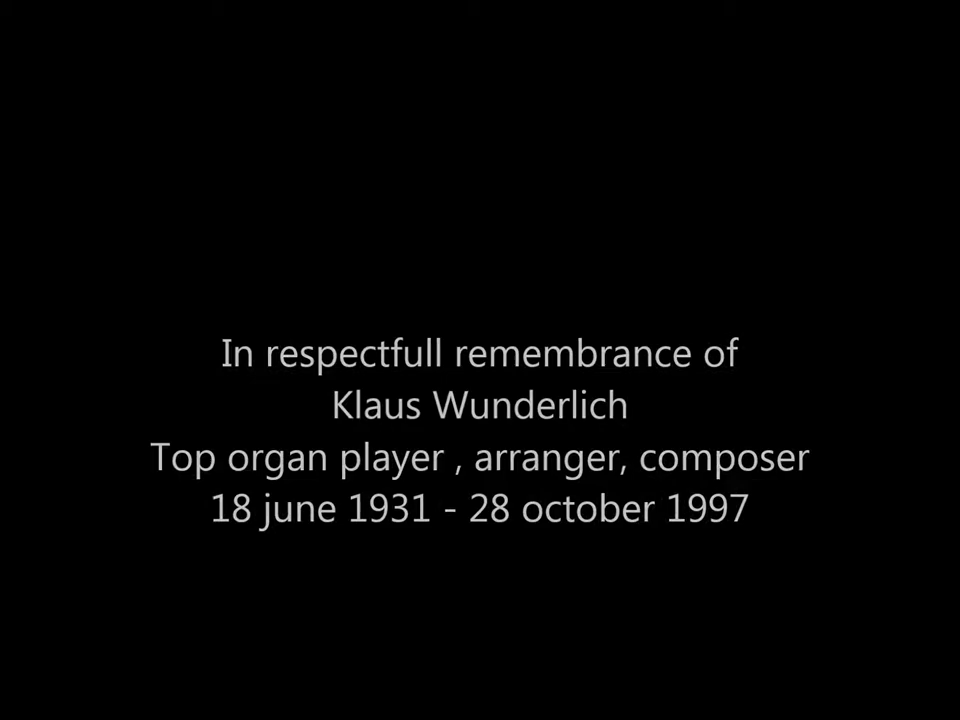 In respectfull remembrance of
Klaus Wunderlich
Top organ player , arranger, composer
18 june 1931 - 28 october 1997